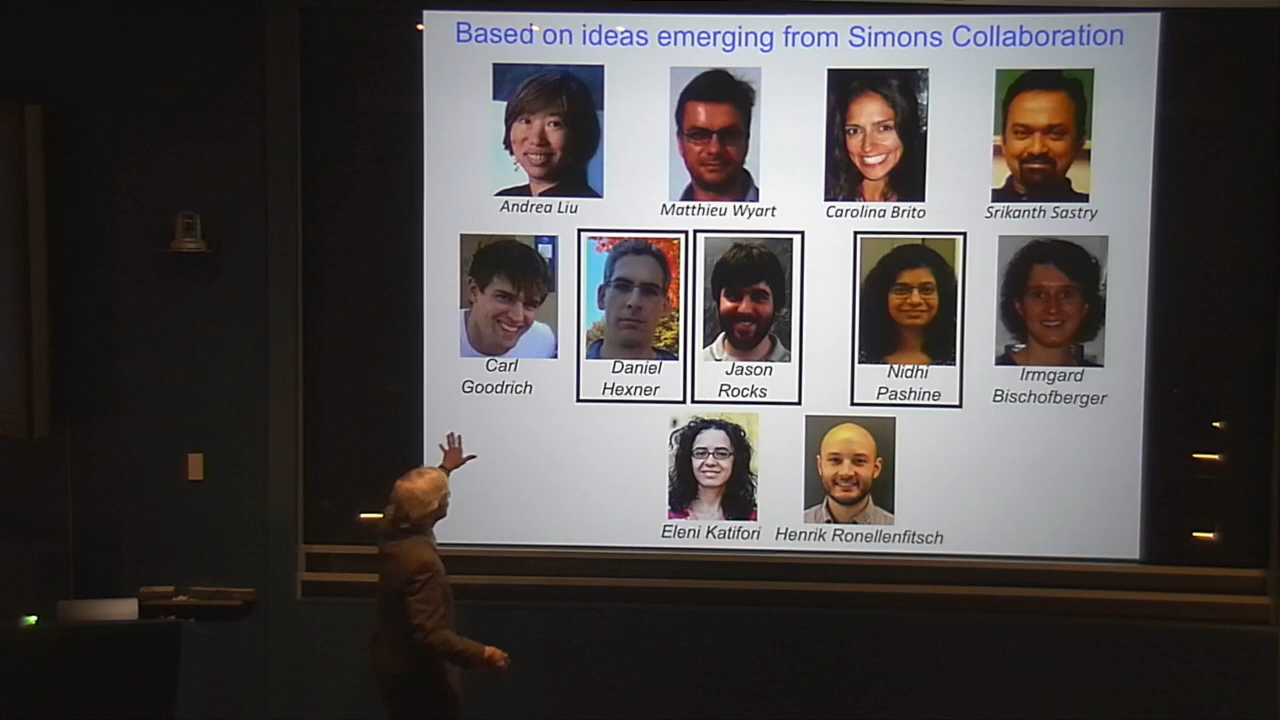 Based on ideas emerging from Simons Collaboration
Andrea Liu
Matthieu Wyart
Carolina Brito
Srikanth Sastry
Carl
Goodrich
Daniel
Hexner
Jason
Rocks
Nidhi
Pashine
Irmgard
Bischofberger
Eleni Katifori
Henrik Ronellenfitsch